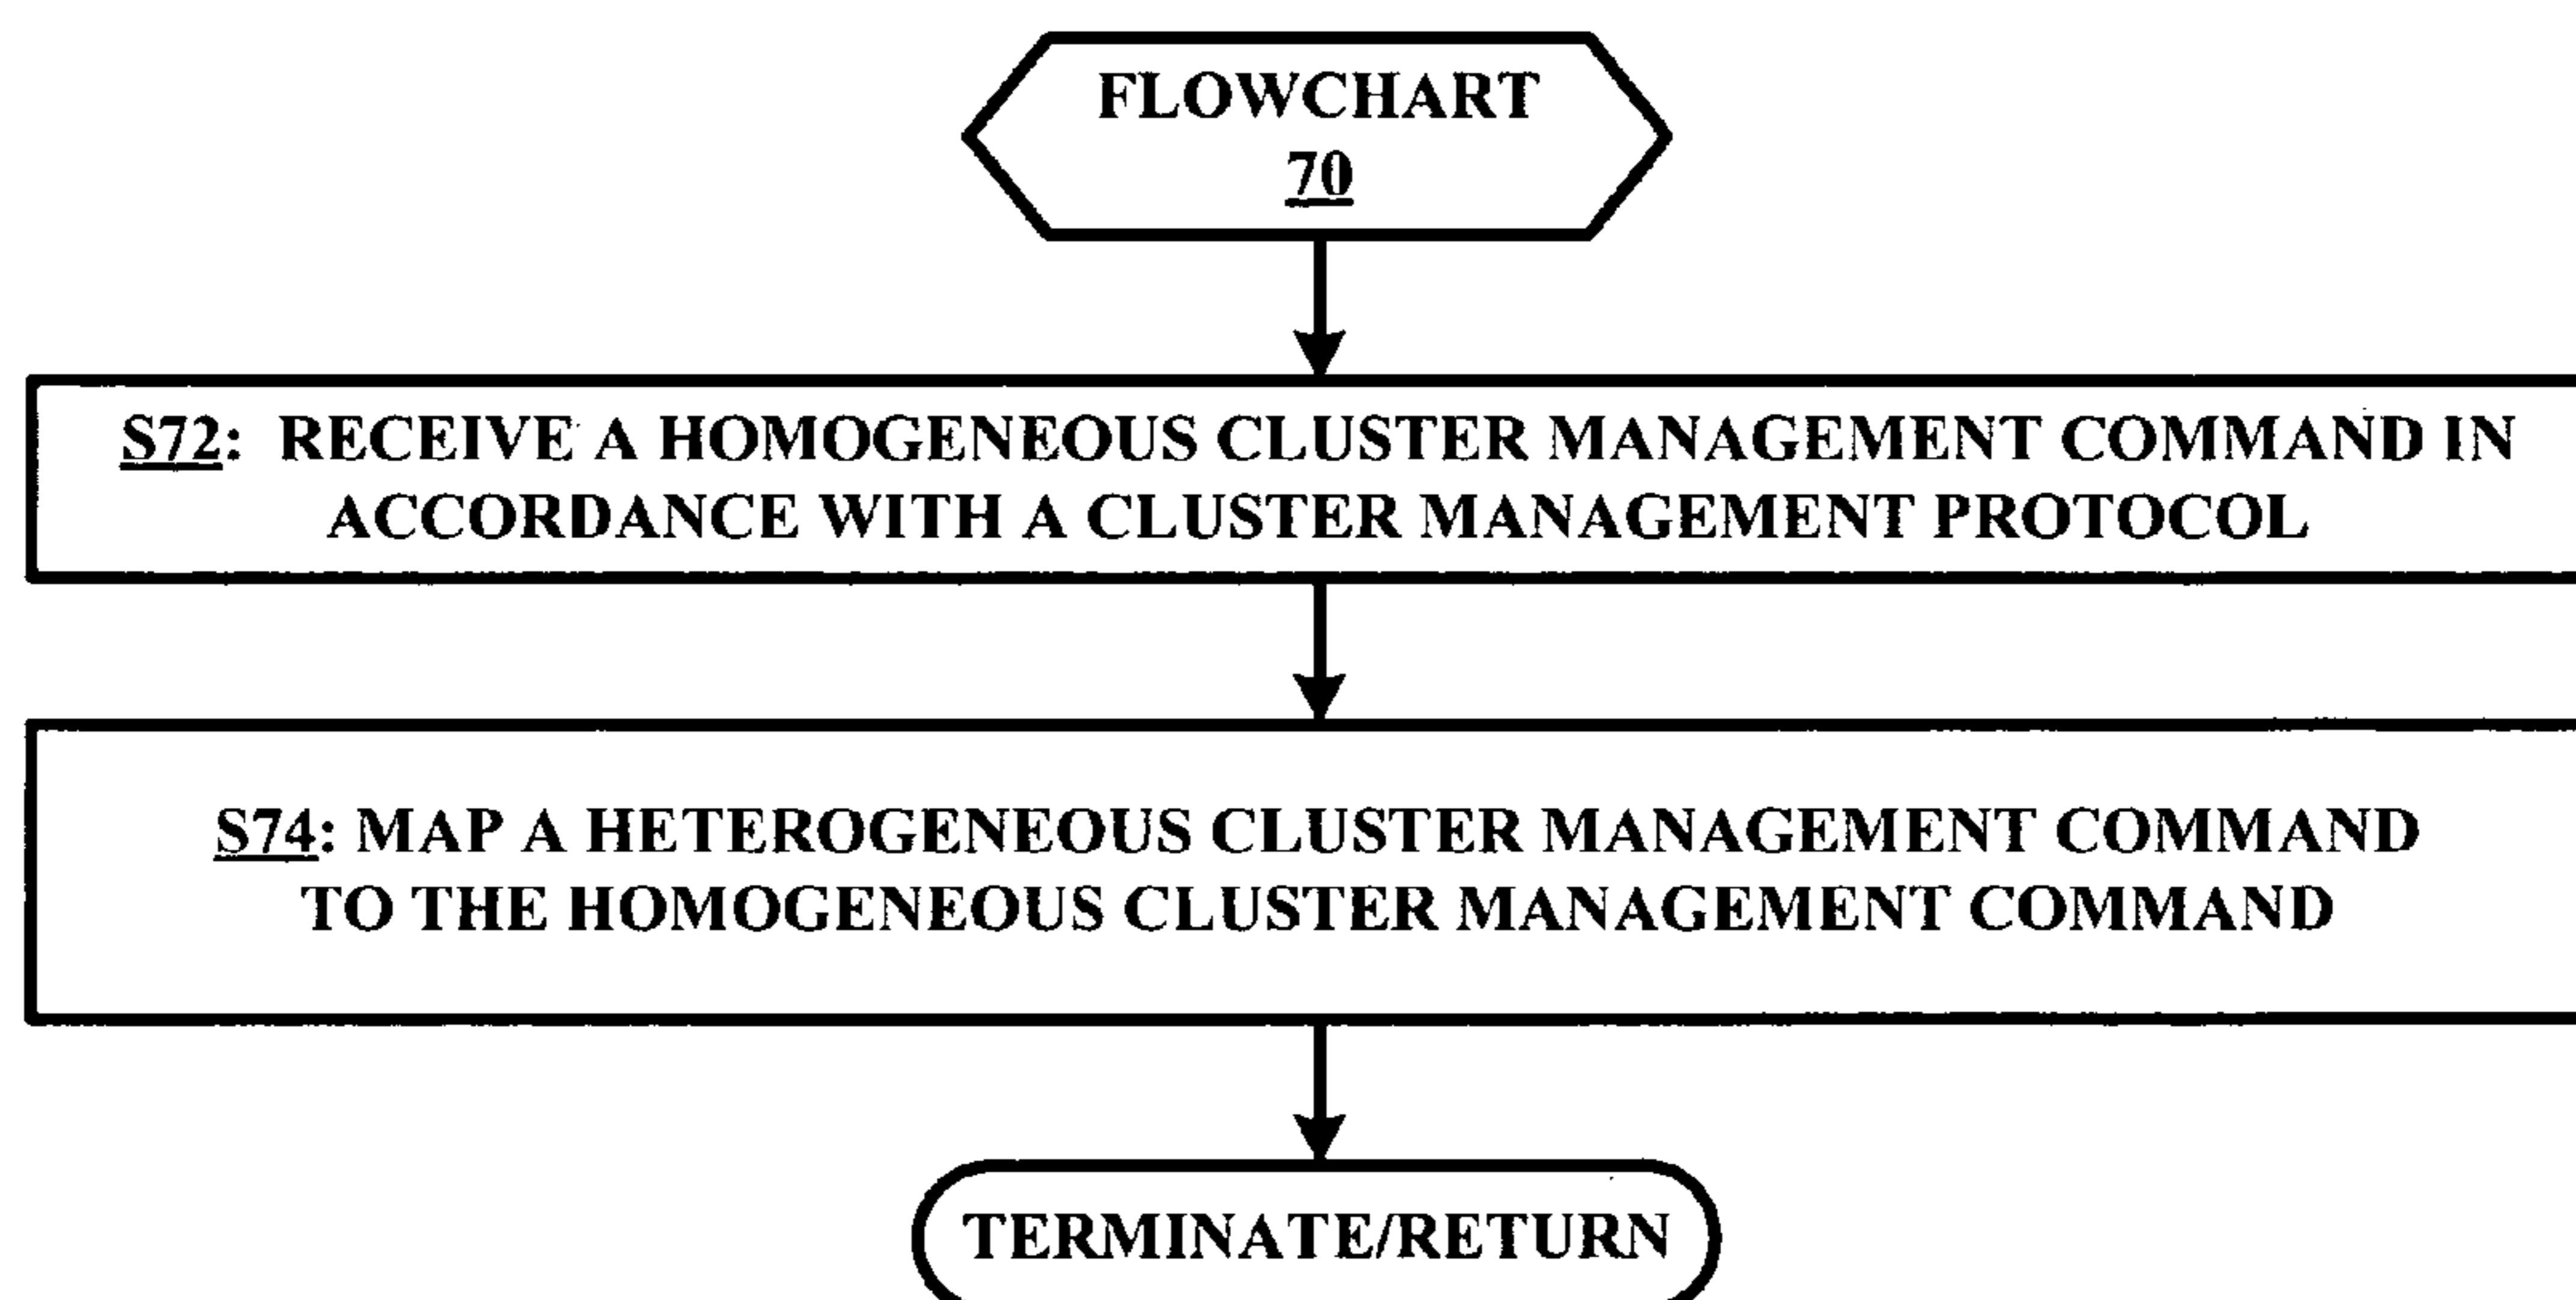 FLOWCHART
70
S72: RECEIVE A HOMOGENEOUS CLUSTER MANAGEMENT COMMAND IN
ACCORDANCE WITH A CLUSTER MANAGEMENT PROTOCOL
S74: MAP A HETEROGENEOUS CLUSTER MANAGEMENT COMMAND
TO THE HOMOGENEOUS CLUSTER MANAGEMENT COMMAND
TERMINATE/RETURN